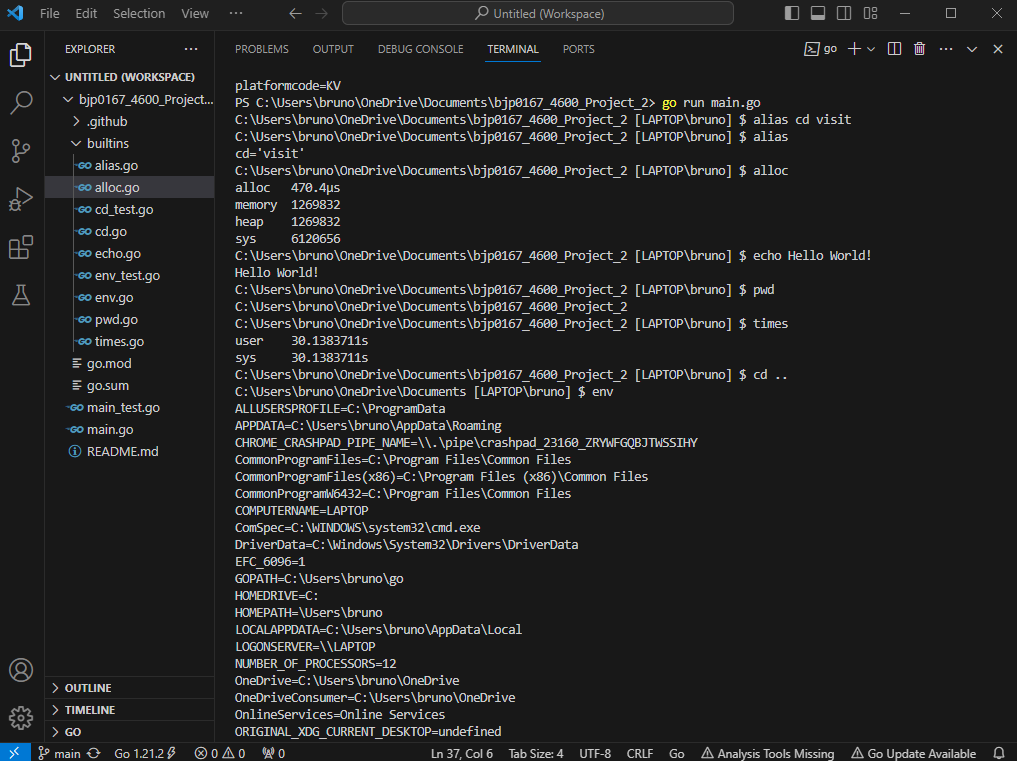 File Edit Selection View ··· Untitled (Workspace)
EXPLORER ···
UNTITLED (WORKSPACE)
bjp0167_4600_Project...
.github
builtins
GO alias.go
GO alloc.go
GO cd_test.go
GO cd.go
GO echo.go
GO env_test.go
GO env.go
GO pwd.go
GO times.go
go.mod
go.sum
GO main_test.go
GO main.go
README.md
OUTLINE
TIMELINE
GO
PROBLEMS OUTPUT DEBUG CONSOLE TERMINAL PORTS go ···
platformcode=KV
PS C:\Users\bruno\OneDrive\Documents\bjp0167_4600_Project_2> go run main.go
C:\Users\bruno\OneDrive\Documents\bjp0167_4600_Project_2 [LAPTOP\bruno] $ alias cd visit
C:\Users\bruno\OneDrive\Documents\bjp0167_4600_Project_2 [LAPTOP\bruno] $ alias
cd='visit'
C:\Users\bruno\OneDrive\Documents\bjp0167_4600_Project_2 [LAPTOP\bruno] $ alloc
alloc 470.4µs
memory 1269832
heap 1269832
sys 6120656
C:\Users\bruno\OneDrive\Documents\bjp0167_4600_Project_2 [LAPTOP\bruno] $ echo Hello World!
Hello World!
C:\Users\bruno\OneDrive\Documents\bjp0167_4600_Project_2 [LAPTOP\bruno] $ pwd
C:\Users\bruno\OneDrive\Documents\bjp0167_4600_Project_2
C:\Users\bruno\OneDrive\Documents\bjp0167_4600_Project_2 [LAPTOP\bruno] $ times
user 30.1383711s
sys 30.1383711s
C:\Users\bruno\OneDrive\Documents\bjp0167_4600_Project_2 [LAPTOP\bruno] $ cd ..
C:\Users\bruno\OneDrive\Documents [LAPTOP\bruno] $ env
ALLUSERSPROFILE=C:\ProgramData
APPDATA=C:\Users\bruno\AppData\Roaming
CHROME_CRASHPAD_PIPE_NAME=\\.\pipe\crashpad_23160_ZRYWFGQBJTWSSIHY
CommonProgramFiles=C:\Program Files\Common Files
CommonProgramFiles(x86)=C:\Program Files (x86)\Common Files
CommonProgramW6432=C:\Program Files\Common Files
COMPUTERNAME=LAPTOP
ComSpec=C:\WINDOWS\system32\cmd.exe
DriverData=C:\Windows\System32\Drivers\DriverData
EFC_6096=1
GOPATH=C:\Users\bruno\go
HOMEDRIVE=C:
HOMEPATH=\Users\bruno
LOCALAPPDATA=C:\Users\bruno\AppData\Local
LOGONSERVER=\\LAPTOP
NUMBER_OF_PROCESSORS=12
OneDrive=C:\Users\bruno\OneDrive
OneDriveConsumer=C:\Users\bruno\OneDrive
OnlineServices=Online Services
ORIGINAL_XDG_CURRENT_DESKTOP=undefined
main Go 1.21.2 0 0 0 Ln 37, Col 6 Tab Size: 4 UTF-8 CRLF Go Analysis Tools Missing Go Update Available